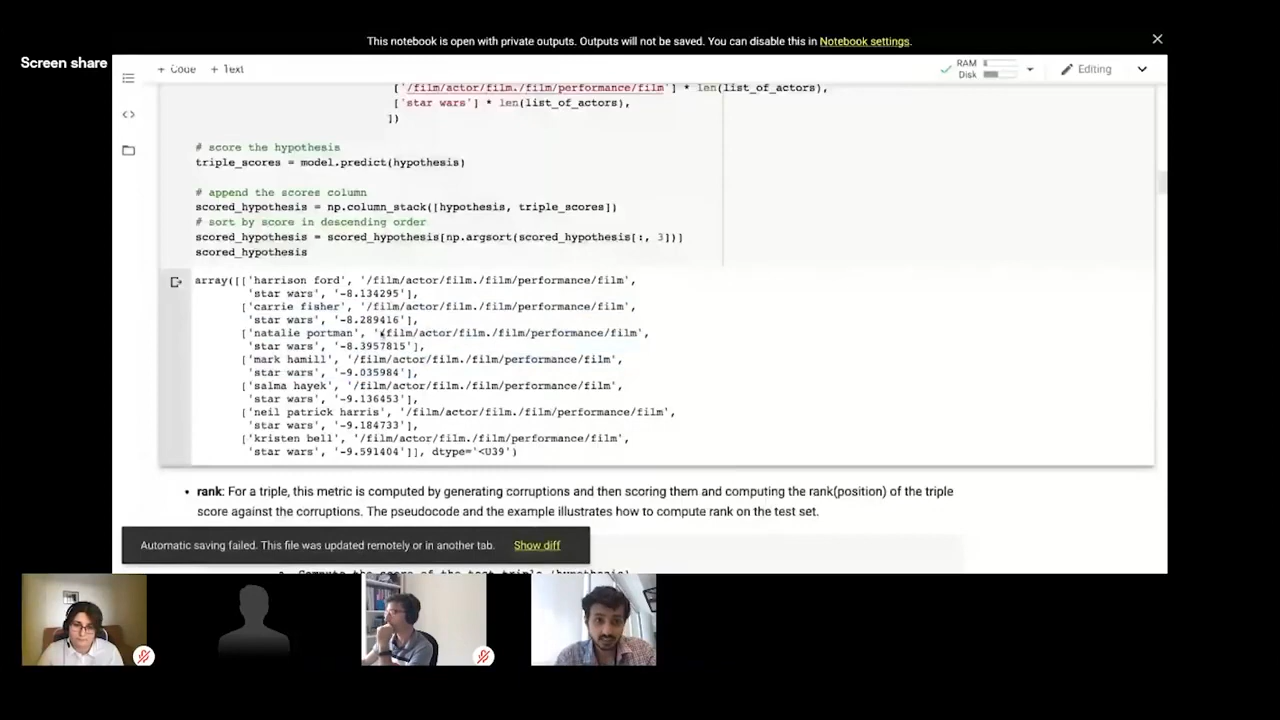 This notebook is open with private outputs. Outputs will not be saved. You can disable this in Notebook settings.
Screen share
+ Code + Text
RAM
Disk
Editing
['/film/actor/film./film/performance/film'] * len(list_of_actors),
['star wars'] * len(list_of_actors),
])
# score the hypothesis
triple_scores = model.predict(hypothesis)
# append the scores column
scored_hypothesis = np.column_stack([hypothesis, triple_scores])
# sort by score in descending order
scored_hypothesis = scored_hypothesis[np.argsort(scored_hypothesis[:, 3])]
scored_hypothesis
array([['harrison ford', '/film/actor/film./film/performance/film',
'star wars', '-8.134295'],
['carrie fisher', '/film/actor/film./film/performance/film',
'star wars', '-8.289416'],
['natalie portman', '/film/actor/film./film/performance/film',
'star wars', '-8.3957815'],
['mark hamill', '/film/actor/film./film/performance/film',
'star wars', '-9.035984'],
['salma hayek', '/film/actor/film./film/performance/film',
'star wars', '-9.136453'],
['neil patrick harris', '/film/actor/film./film/performance/film',
'star wars', '-9.184733'],
['kristen bell', '/film/actor/film./film/performance/film',
'star wars', '-9.591404']], dtype='<U39')
• rank: For a triple, this metric is computed by generating corruptions and then scoring them and computing the rank(position) of the triple
score against the corruptions. The pseudocode and the example illustrates how to compute rank on the test set.
Automatic saving failed. This file was updated remotely or in another tab. Show diff
Compute the score of the test triple (hypothesis)